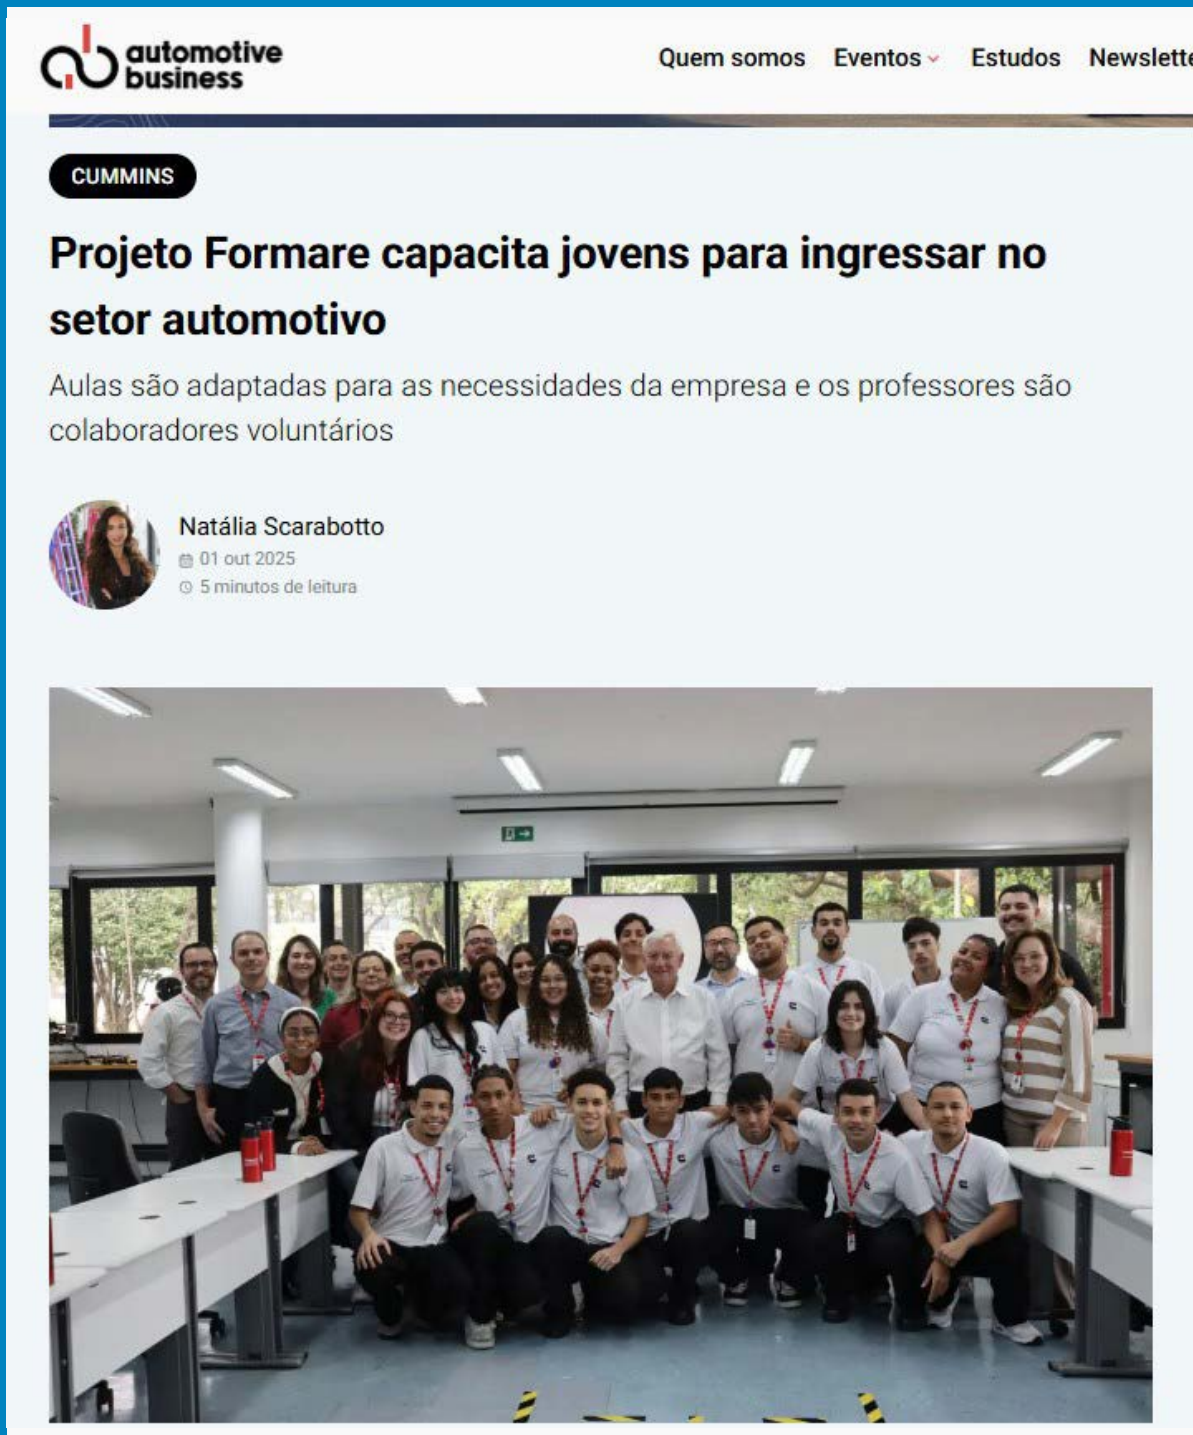 automotive
business
Quem somos Eventos Estudos
CUMMINS
Projeto Formare capacita jovens para ingressar no
setor automotivo
Aulas são adaptadas para as necessidades da empresa e os professores são
colaboradores voluntários
Natália Scarabotto
01 out 2025
5 minutos de leitura